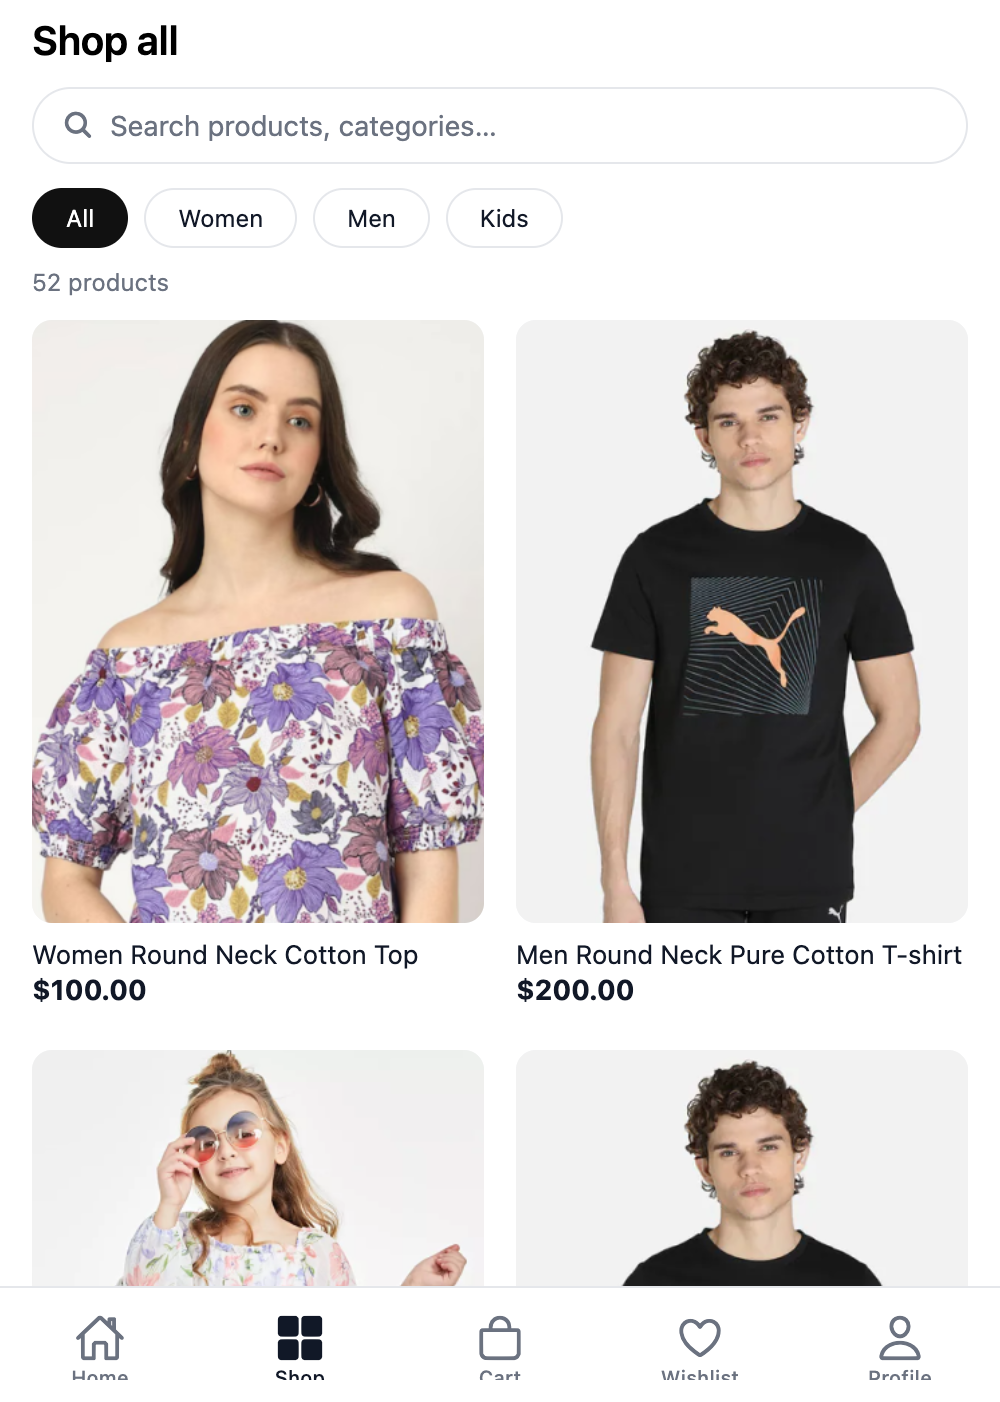 Shop all
Search products, categories...
All
Women
Men
Kids
52 products
Women Round Neck Cotton Top
Men Round Neck Pure Cotton T-shirt
$100.00
$200.00
Home
Shop
Cart
Wishlist
Profile